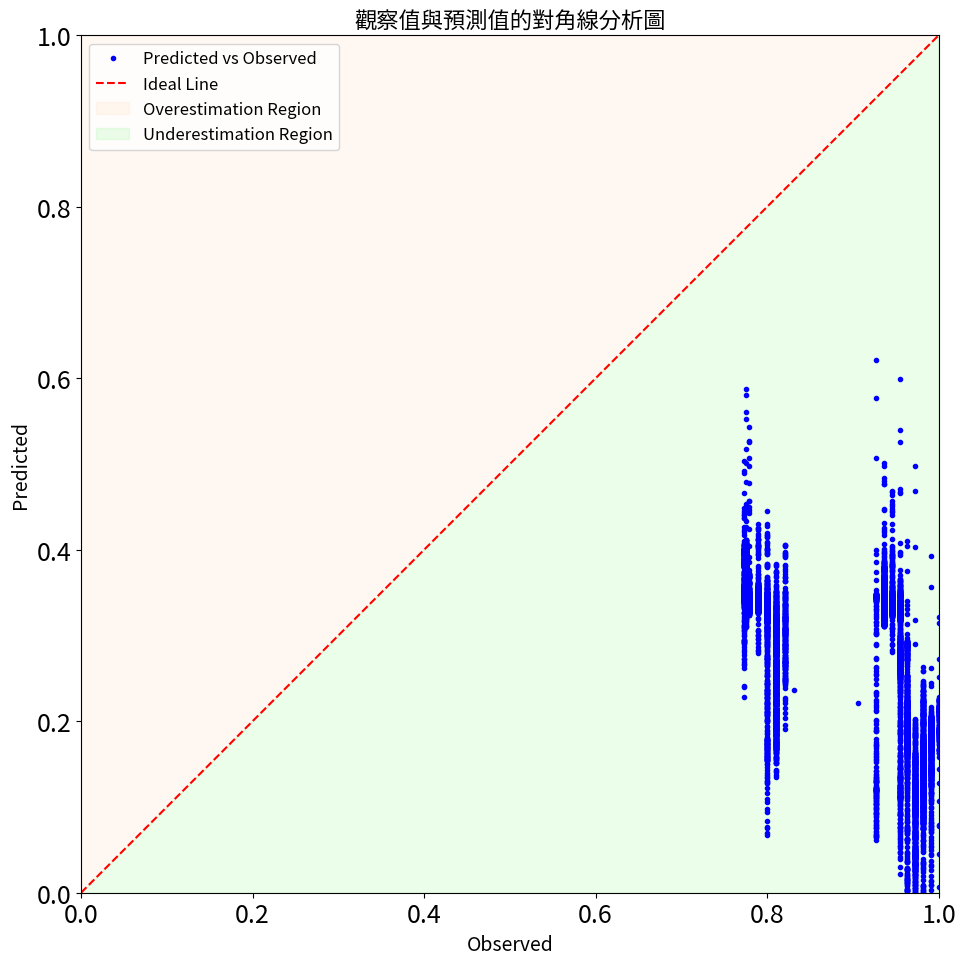 觀察值與預測值的對角線分析圖
1.0
0.8
0.6
0.4
0.2
0.0
Predicted
Predicted vs Observed
Ideal Line
Overestimation Region
Underestimation Region
0.0 0.2 0.4 0.6 0.8 1.0
Observed